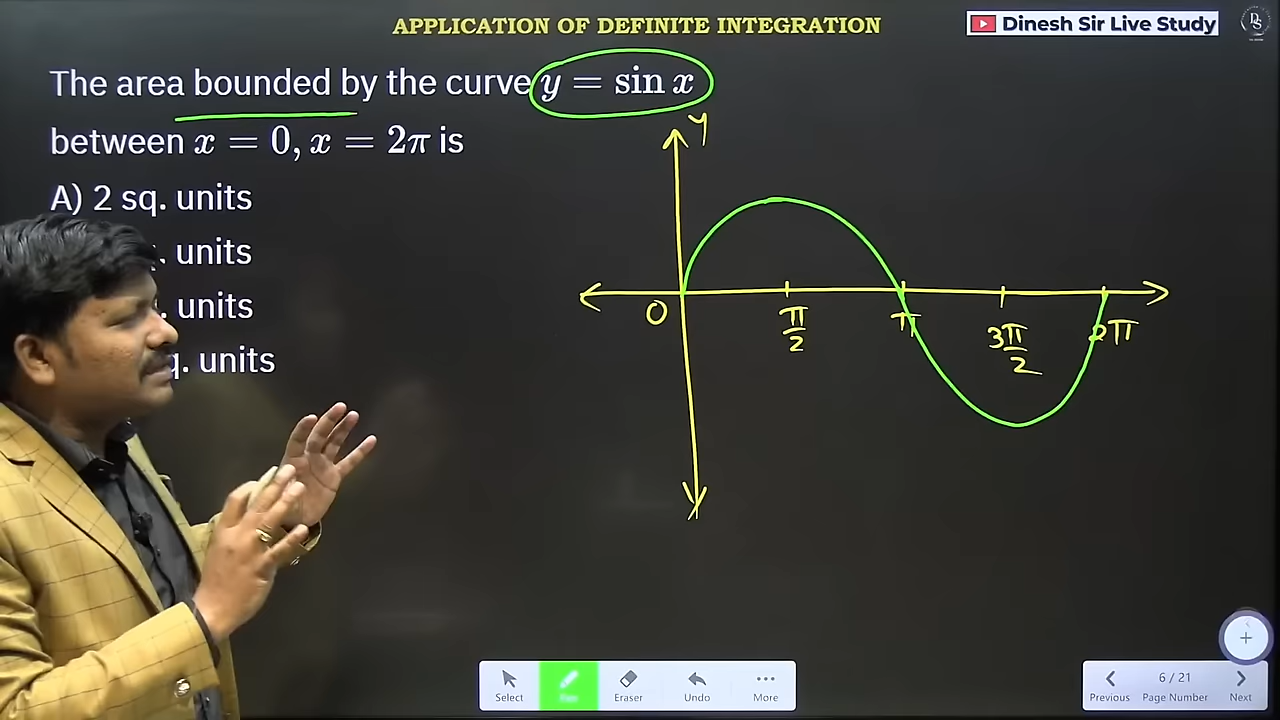 APPLICATION OF DEFINITE INTEGRATION
Dinesh Sir Live Study
DS
The area bounded by the curve y = sin x
between x = 0, x = 2π is
A) 2 sq. units
units
units
units
Y
0
π/2
π
3π/2
2π
Select
Eraser
Undo
More
Previous
6 / 21
Page Number
Next